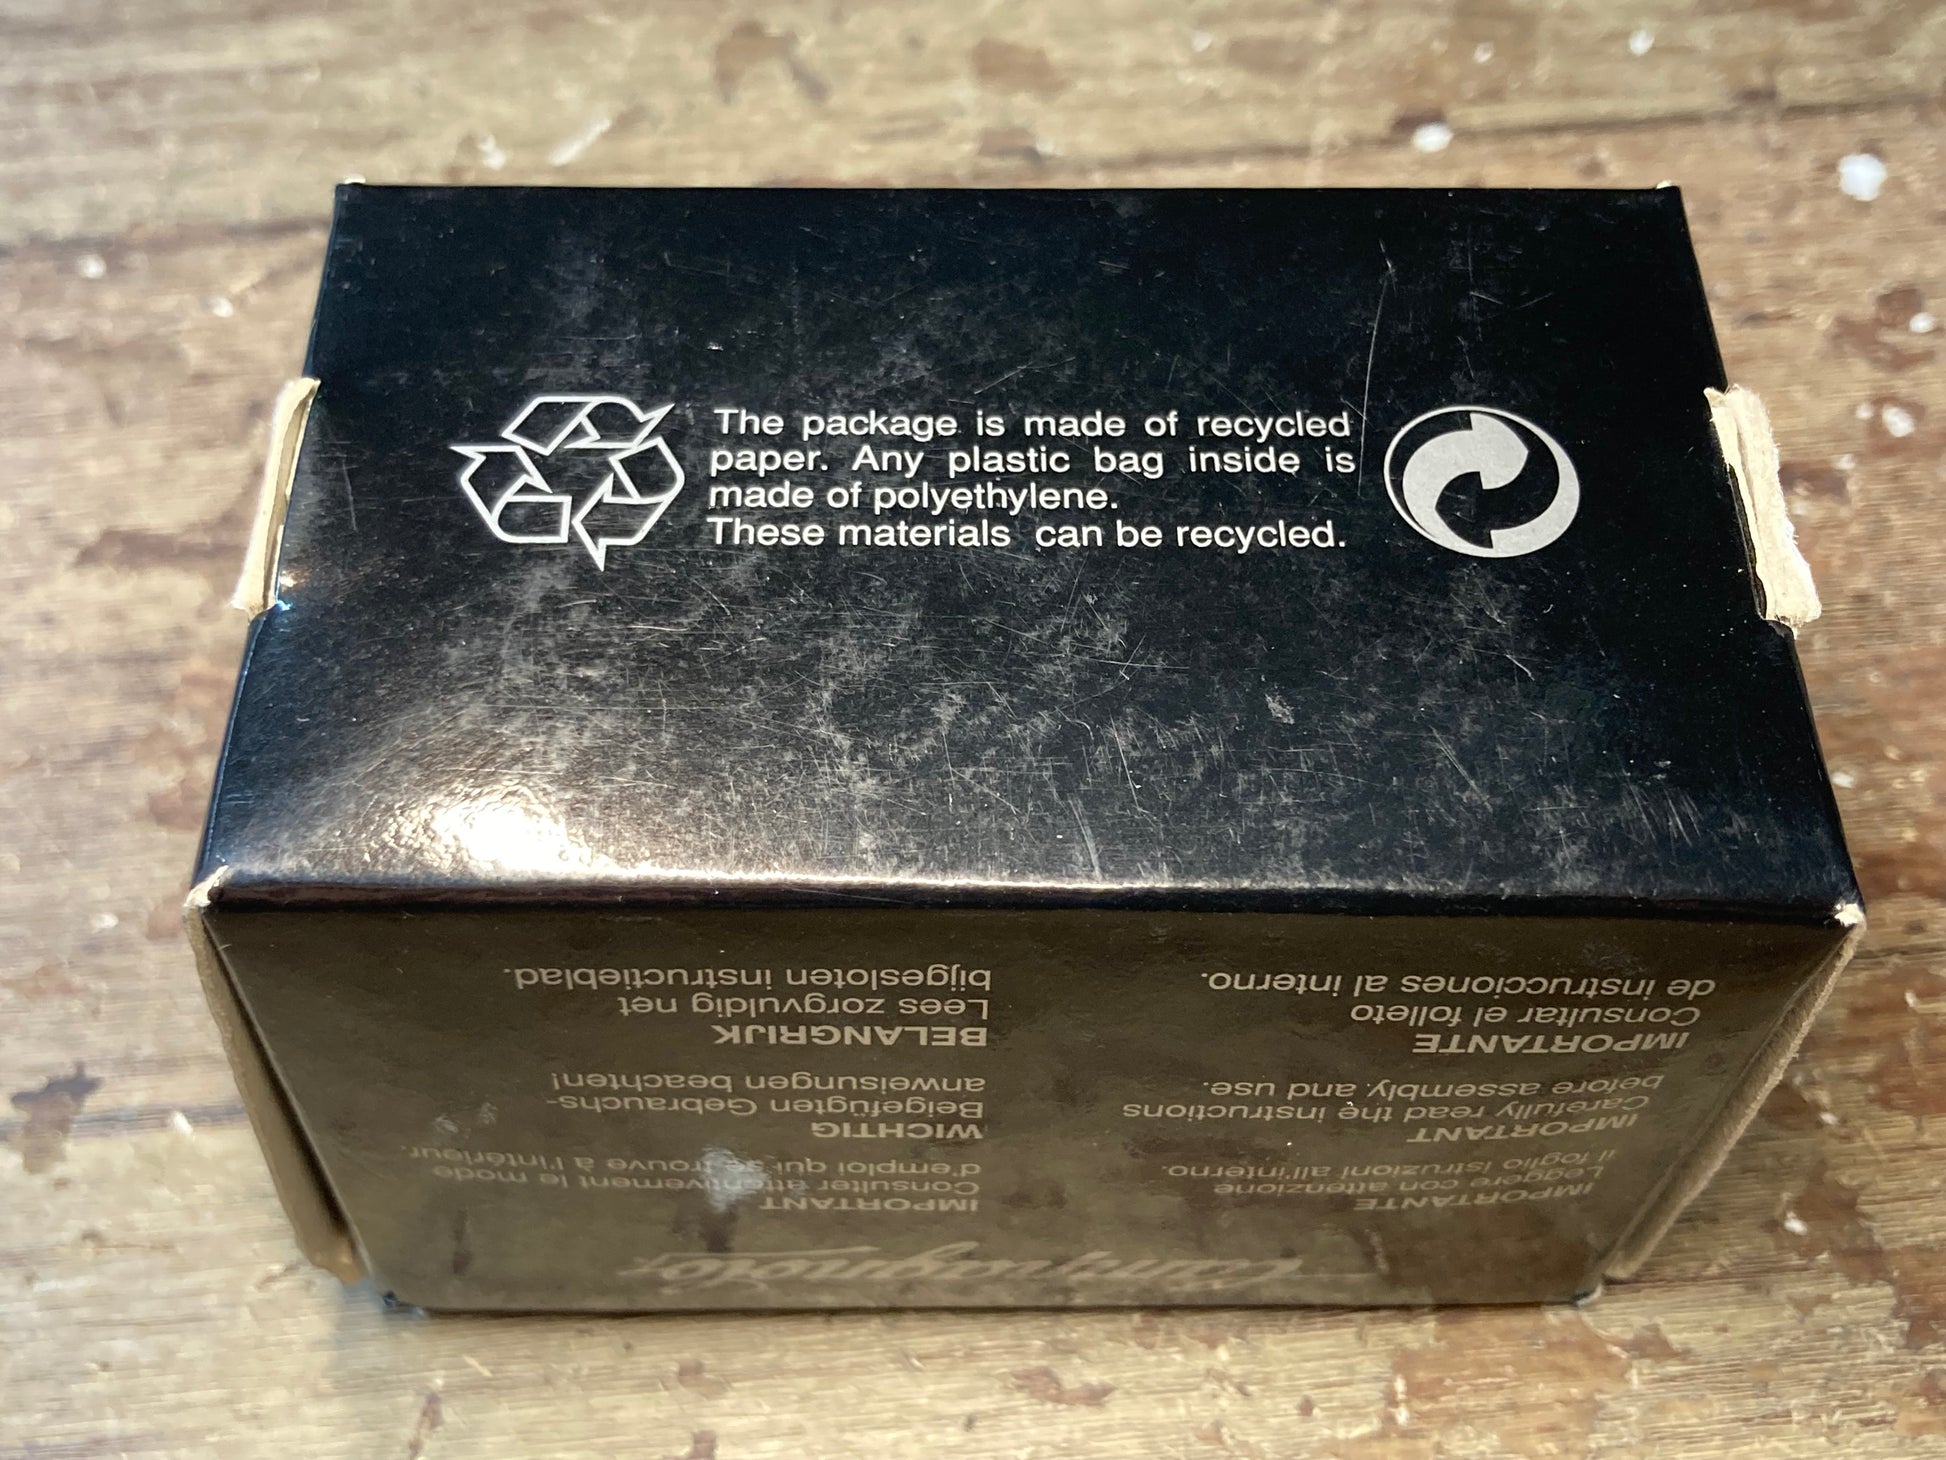 The package is made of recycled
paper. Any plastic bag inside is
made of polyethylene.
These materials can be recycled.
Campagnolo
IMPORTANTE
Leggere con attenzione
il foglio istruzioni all'interno.
IMPORTANT
Carefully read the instructions
before assembly and use.
IMPORTANTE
Consultar el folleto
de instrucciones al interno.
IMPORTANT
Consulter attentivement le mode
d'emploi qui se trouve à l'intérieur.
WICHTIG
Beigefügten Gebrauchs-
anweisungen beachten!
BELANGRIJK
Lees zorgvuldig het
bijgesloten instructieblad.